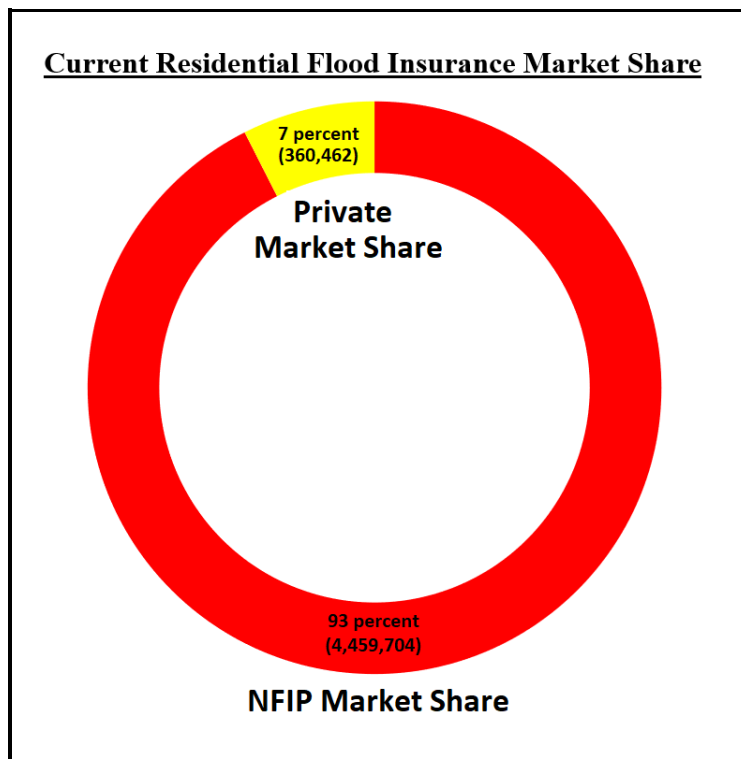 Current Residential Flood Insurance Market Share
7 percent
(360,462)
Private
Market Share
93 percent
(4,459,704)
NFIP Market Share